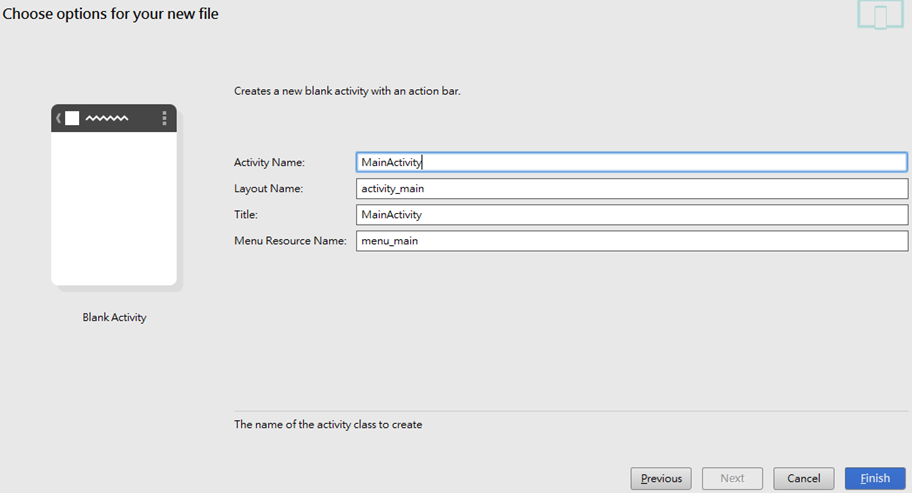 Choose options for your new file
Creates a new blank activity with an action bar.
Activity Name: MainActivity
Layout Name: activity_main
Title: MainActivity
Menu Resource Name: menu_main
Blank Activity
The name of the activity class to create
Previous Next Cancel Finish